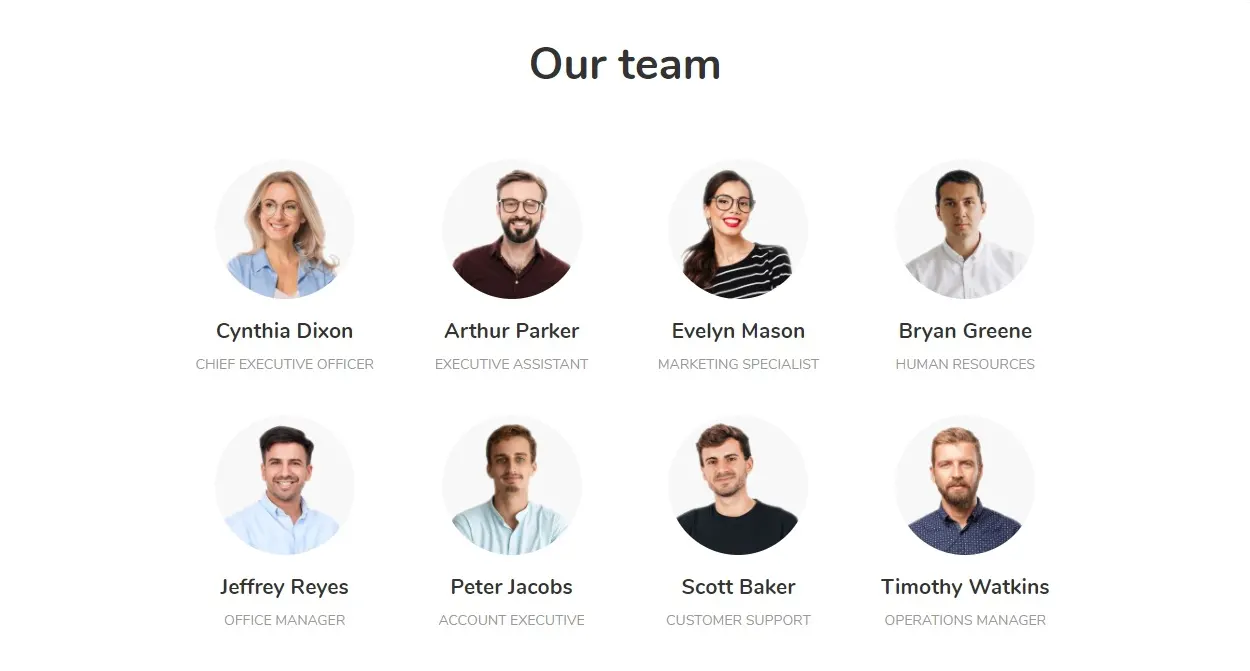 Our team
Cynthia Dixon
CHIEF EXECUTIVE OFFICER
Arthur Parker
EXECUTIVE ASSISTANT
Evelyn Mason
MARKETING SPECIALIST
Bryan Greene
HUMAN RESOURCES
Jeffrey Reyes
OFFICE MANAGER
Peter Jacobs
ACCOUNT EXECUTIVE
Scott Baker
CUSTOMER SUPPORT
Timothy Watkins
OPERATIONS MANAGER